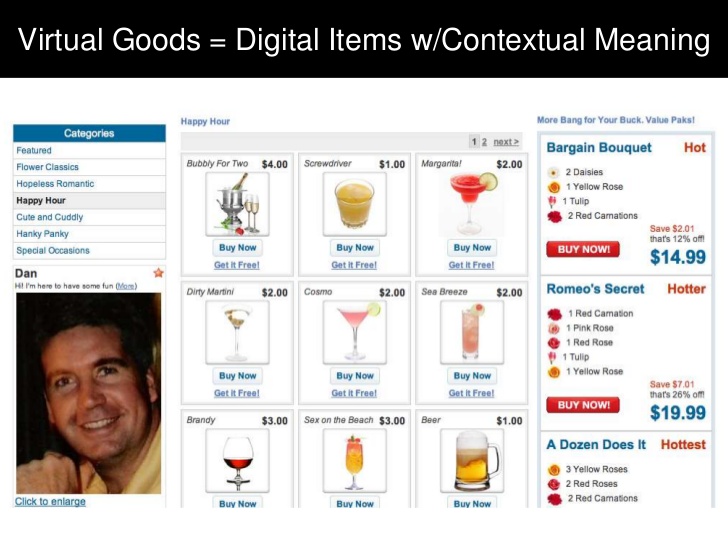 Virtual Goods = Digital Items w/Contextual Meaning
Categories
Featured
Flower Classics
Hopeless Romantic
Happy Hour
Cute and Cuddly
Hanky Panky
Special Occasions
Dan
Hi! I'm here to have some fun (More)
Click to enlarge
Happy Hour
1 2 next >
Bubbly For Two $4.00
Buy Now
Get it Free!
Screwdriver $1.00
Buy Now
Get it Free!
Margarita! $2.00
Buy Now
Get it Free!
Dirty Martini $2.00
Buy Now
Get it Free!
Cosmo $2.00
Buy Now
Get it Free!
Sea Breeze $2.00
Buy Now
Get it Free!
Brandy $3.00
Buy Now
Sex on the Beach $3.00
Buy Now
Beer $1.00
Buy Now
More Bang for Your Buck. Value Paks!
Bargain Bouquet Hot
2 Daisies
1 Yellow Rose
1 Tulip
2 Red Carnations
Save $2.01
that's 12% off!
BUY NOW! $14.99
Romeo's Secret Hotter
1 Red Carnation
1 Pink Rose
1 Red Rose
1 Tulip
1 Yellow Rose
Save $7.01
that's 26% off!
BUY NOW! $19.99
A Dozen Does It Hottest
3 Yellow Roses
2 Red Roses
2 Red Carnations